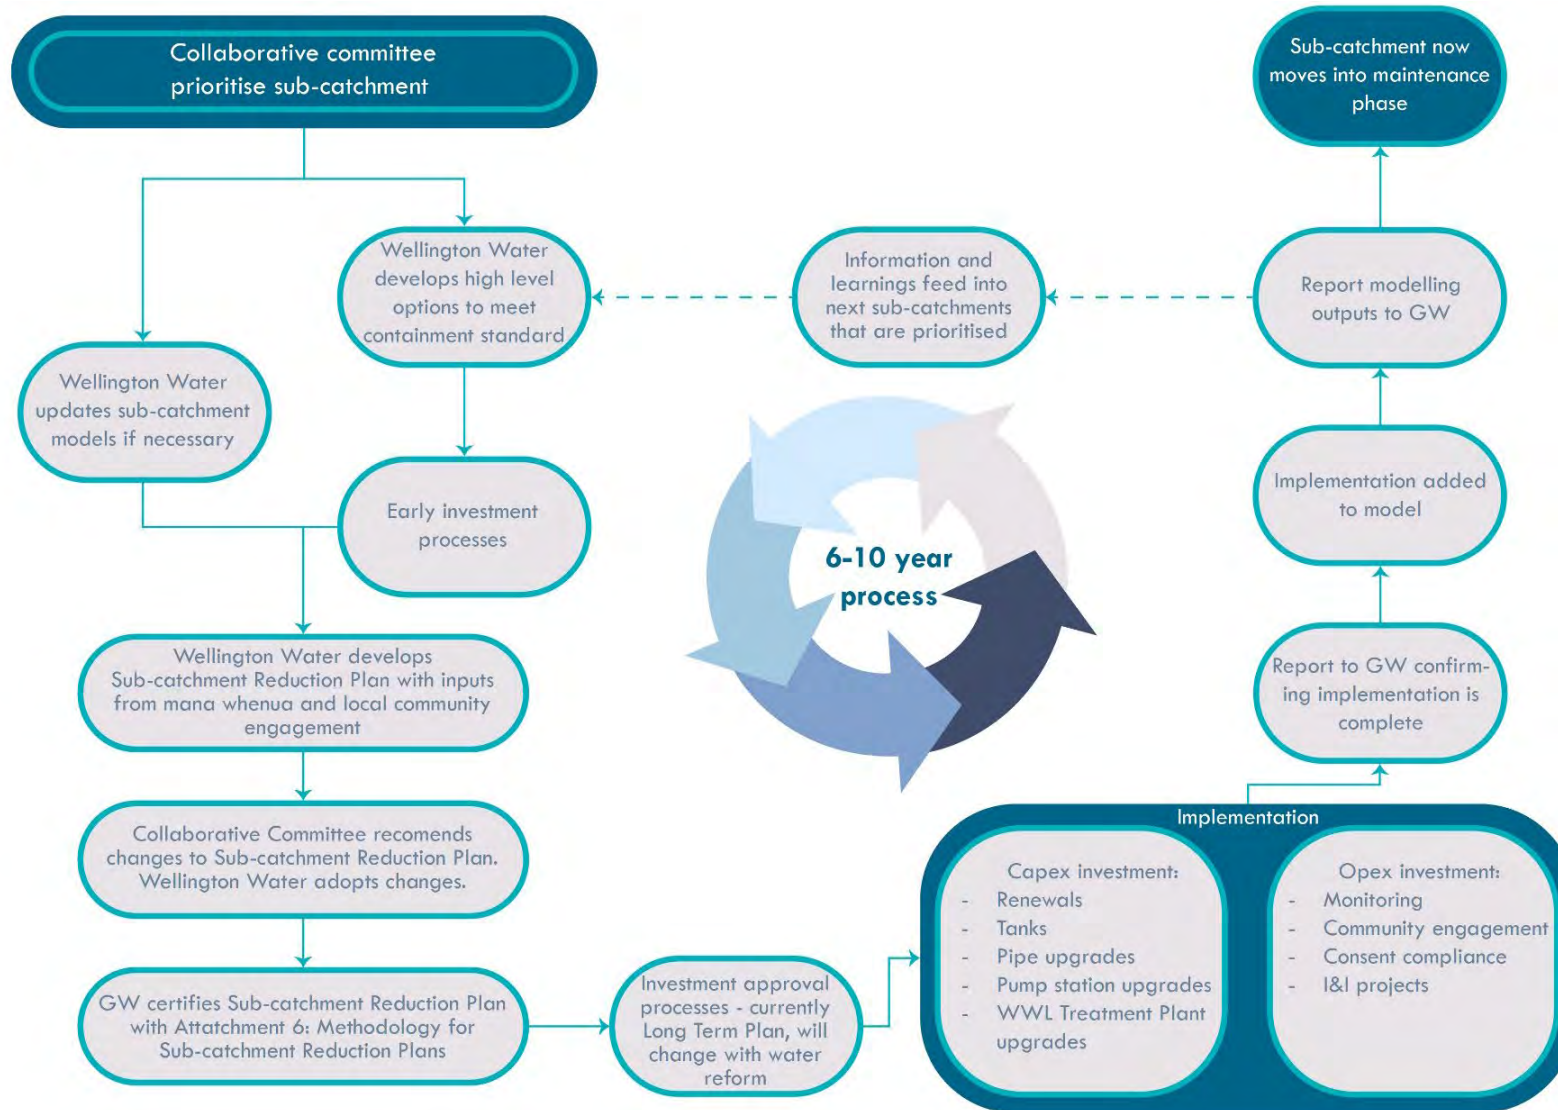 Collaborative committee
prioritise sub-catchment
Sub-catchment now
moves into maintenance
phase
Wellington Water
develops high level
options to meet
containment standard
Information and
learnings feed into
next sub-catchments
that are prioritised
Report modelling
outputs to GW
Wellington Water
updates sub-catchment
models if necessary
Early investment
processes
6-10 year
process
Implementation added
to model
Wellington Water develops
Sub-catchment Reduction Plan with inputs
from mana whenua and local community
engagement
Report to GW confirm-
ing implementation is
complete
Collaborative Committee recomends
changes to Sub-catchment Reduction Plan.
Wellington Water adopts changes.
GW certifies Sub-catchment Reduction Plan
with Attatchment 6: Methodology for
Sub-catchment Reduction Plans
Investment approval
processes - currently
Long Term Plan, will
change with water
reform
Implementation
Capex investment:
- Renewals
- Tanks
- Pipe upgrades
- Pump station upgrades
- WWL Treatment Plant
upgrades
Opex investment:
- Monitoring
- Community engagement
- Consent compliance
- I&I projects